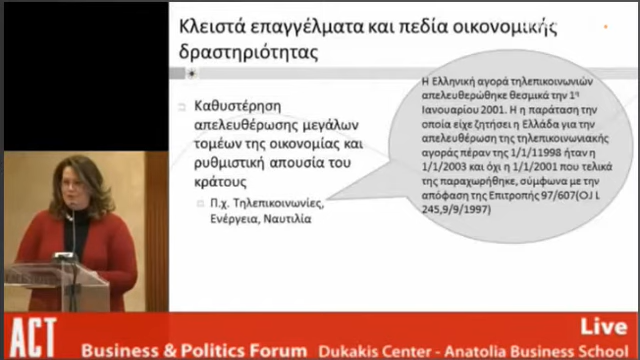 Κλειστά επαγγέλματα και πεδία οικονομικής
δραστηριότητας
Καθυστέρηση
απελευθέρωσης μεγάλων
τομέων της οικονομίας και
ρυθμιστική απουσία του
κράτους
Π.χ. Τηλεπικοινωνίες,
Ενέργεια, Ναυτιλία
Η Ελληνική αγορά τηλεπικοινωνιών
απελευθερώθηκε θεσμικά την 1η
Ιανουαρίου 2001. Η η παράταση την
οποία είχε ζητήσει η Ελλάδα για την
απελευθέρωση της τηλεπικοινωνιακής
αγοράς πέραν της 1/1/11998 ήταν η
1/1/2003 και όχι η 1/1/2001 που τελικά
της παραχωρήθηκε, σύμφωνα με την
απόφαση της Επιτροπής 97/607(OJ L
245,9/9/1997)
Live
ACT Business & Politics Forum Dukakis Center - Anatolia Business School